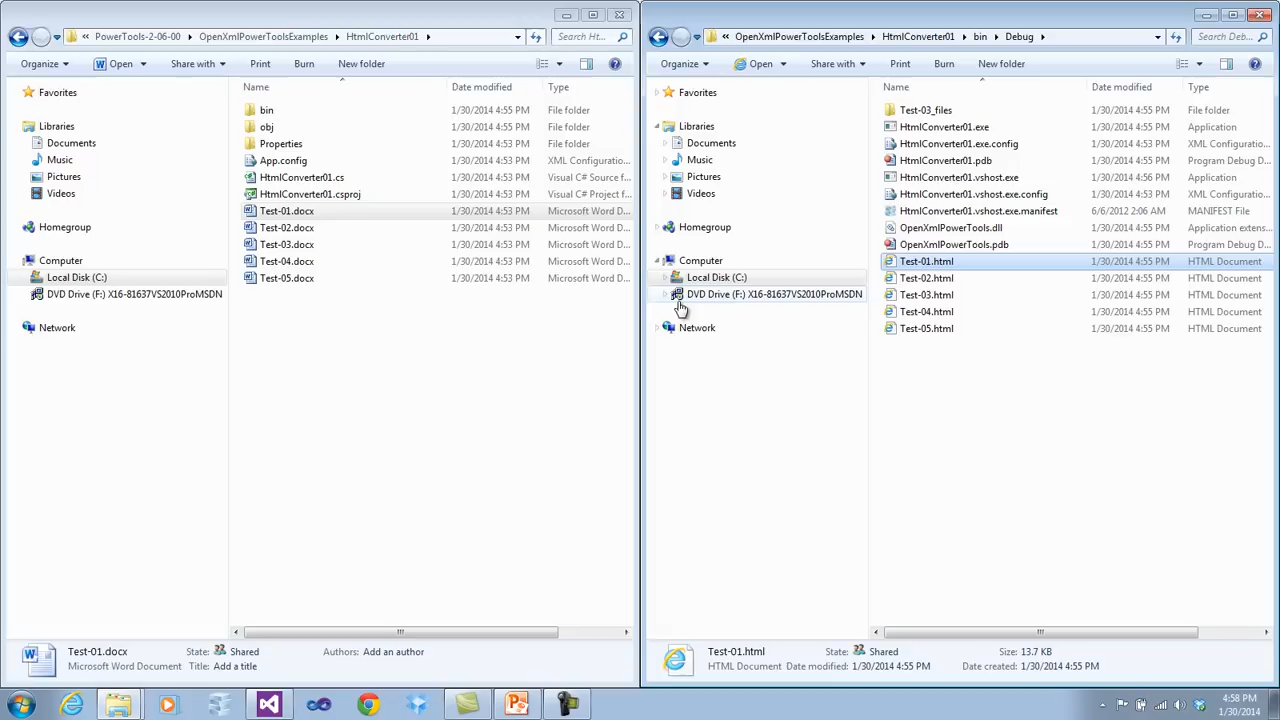 PowerTools-2-06-00 OpenXmlPowerToolsExamples HtmlConverter01 Search Ht...
Organize Open Share with Print Burn New folder
Name Date modified Type
Favorites
Libraries
Documents
Music
Pictures
Videos
Homegroup
Computer
Local Disk (C:)
DVD Drive (F:) X16-81637VS2010ProMSDN
Network
bin 1/30/2014 4:55 PM File folder
obj 1/30/2014 4:55 PM File folder
Properties 1/30/2014 4:53 PM File folder
App.config 1/30/2014 4:53 PM XML Configuratio...
HtmlConverter01.cs 1/30/2014 4:53 PM Visual C# Source f...
HtmlConverter01.csproj 1/30/2014 4:53 PM Visual C# Project f...
Test-01.docx 1/30/2014 4:53 PM Microsoft Word D...
Test-02.docx 1/30/2014 4:53 PM Microsoft Word D...
Test-03.docx 1/30/2014 4:53 PM Microsoft Word D...
Test-04.docx 1/30/2014 4:53 PM Microsoft Word D...
Test-05.docx 1/30/2014 4:53 PM Microsoft Word D...
Test-01.docx State: Shared Authors: Add an author
Microsoft Word Document Title: Add a title
OpenXmlPowerToolsExamples HtmlConverter01 bin Debug Search Deb...
Organize Open Share with Print Burn New folder
Name Date modified Type
Favorites
Libraries
Documents
Music
Pictures
Videos
Homegroup
Computer
Local Disk (C:)
DVD Drive (F:) X16-81637VS2010ProMSDN
Network
Test-03_files 1/30/2014 4:55 PM File folder
HtmlConverter01.exe 1/30/2014 4:55 PM Application
HtmlConverter01.exe.config 1/30/2014 4:53 PM XML Configuratio...
HtmlConverter01.pdb 1/30/2014 4:55 PM Program Debug D...
HtmlConverter01.vshost.exe 1/30/2014 4:56 PM Application
HtmlConverter01.vshost.exe.config 1/30/2014 4:53 PM XML Configuratio...
HtmlConverter01.vshost.exe.manifest 6/6/2012 2:06 AM MANIFEST File
OpenXmlPowerTools.dll 1/30/2014 4:55 PM Application extens...
OpenXmlPowerTools.pdb 1/30/2014 4:55 PM Program Debug D...
Test-01.html 1/30/2014 4:55 PM HTML Document
Test-02.html 1/30/2014 4:55 PM HTML Document
Test-03.html 1/30/2014 4:55 PM HTML Document
Test-04.html 1/30/2014 4:55 PM HTML Document
Test-05.html 1/30/2014 4:55 PM HTML Document
Test-01.html State: Shared Size: 13.7 KB
HTML Document Date modified: 1/30/2014 4:55 PM Date created: 1/30/2014 4:55 PM
4:58 PM
1/30/2014